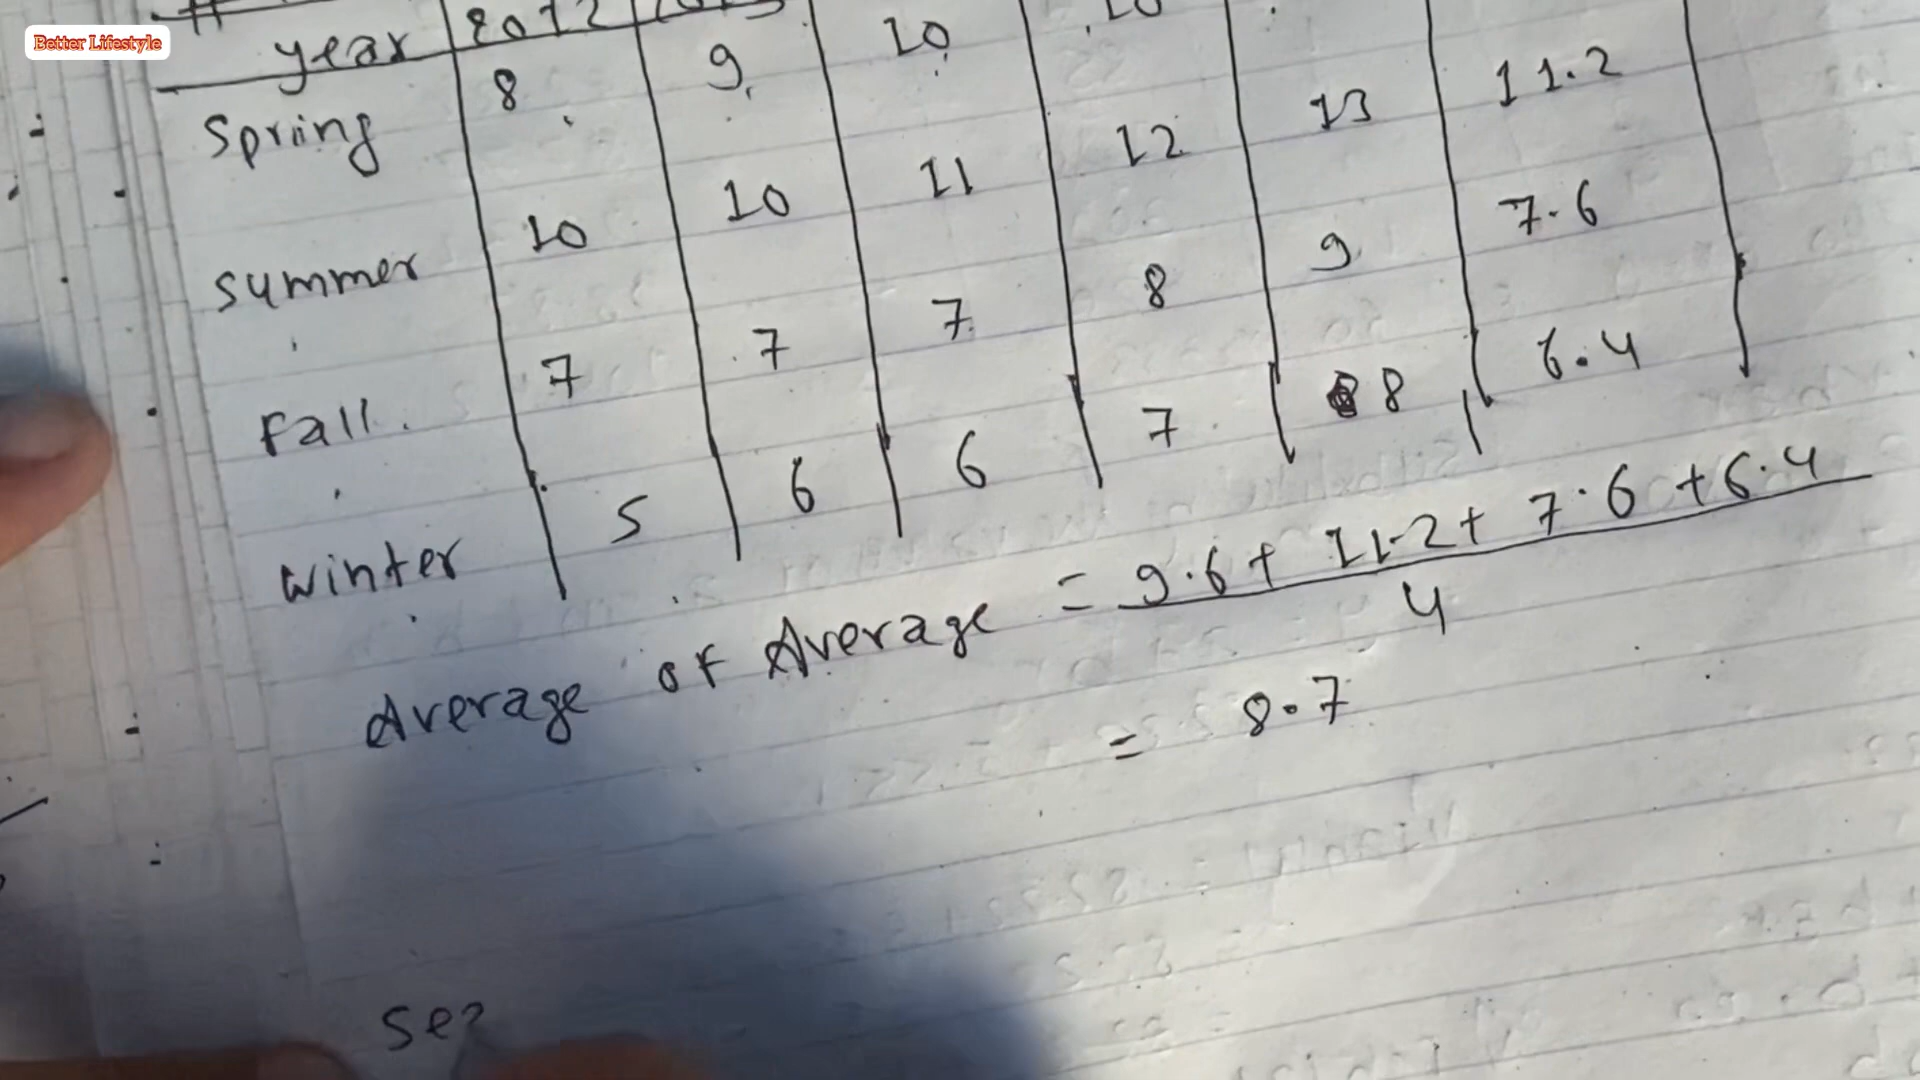 Better Lifestyle
year 2012
Spring 8 9 10 10
Summer 10 10 11 12 13 11.2
Fall. 7 7 7 8 9 7.6
Winter 5 6 6 7 8 6.4
Average of Average = 9.6 + 11.2 + 7.6 + 6.4
4
= 8.7